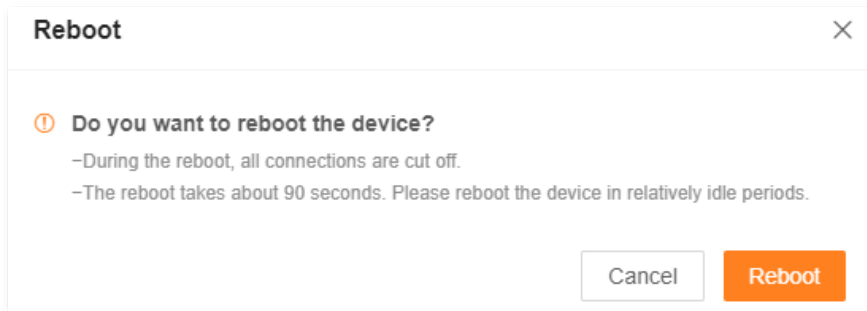 Reboot
Do you want to reboot the device?
−During the reboot, all connections are cut off.
−The reboot takes about 90 seconds. Please reboot the device in relatively idle periods.
Cancel Reboot